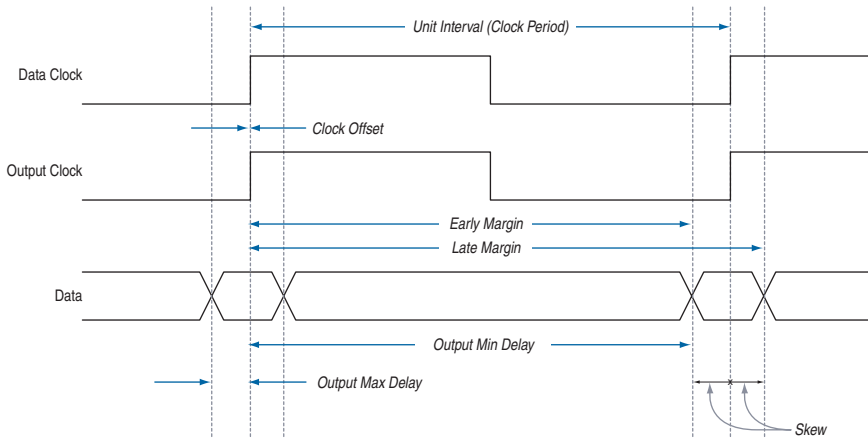 Unit Interval (Clock Period)
Data Clock
Clock Offset
Output Clock
Early Margin
Late Margin
Data
Output Min Delay
Output Max Delay
Skew